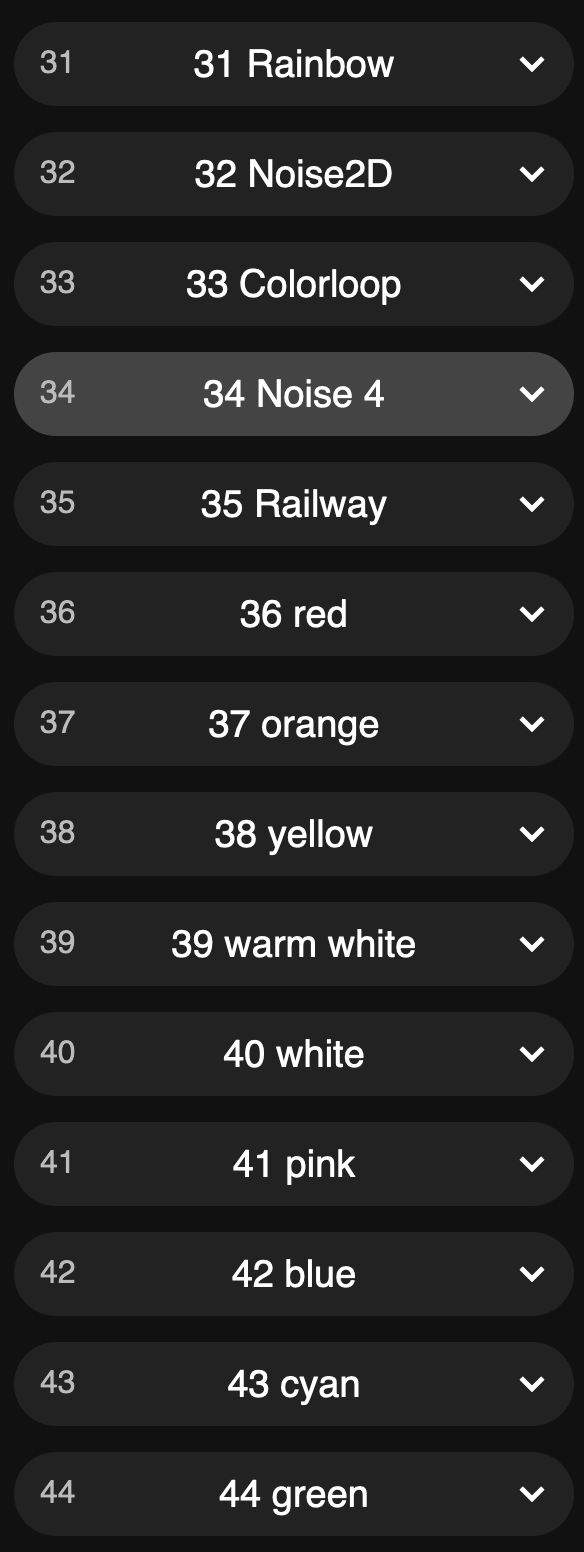 31 31 Rainbow
32 32 Noise2D
33 33 Colorloop
34 34 Noise 4
35 35 Railway
36 36 red
37 37 orange
38 38 yellow
39 39 warm white
40 40 white
41 41 pink
42 42 blue
43 43 cyan
44 44 green